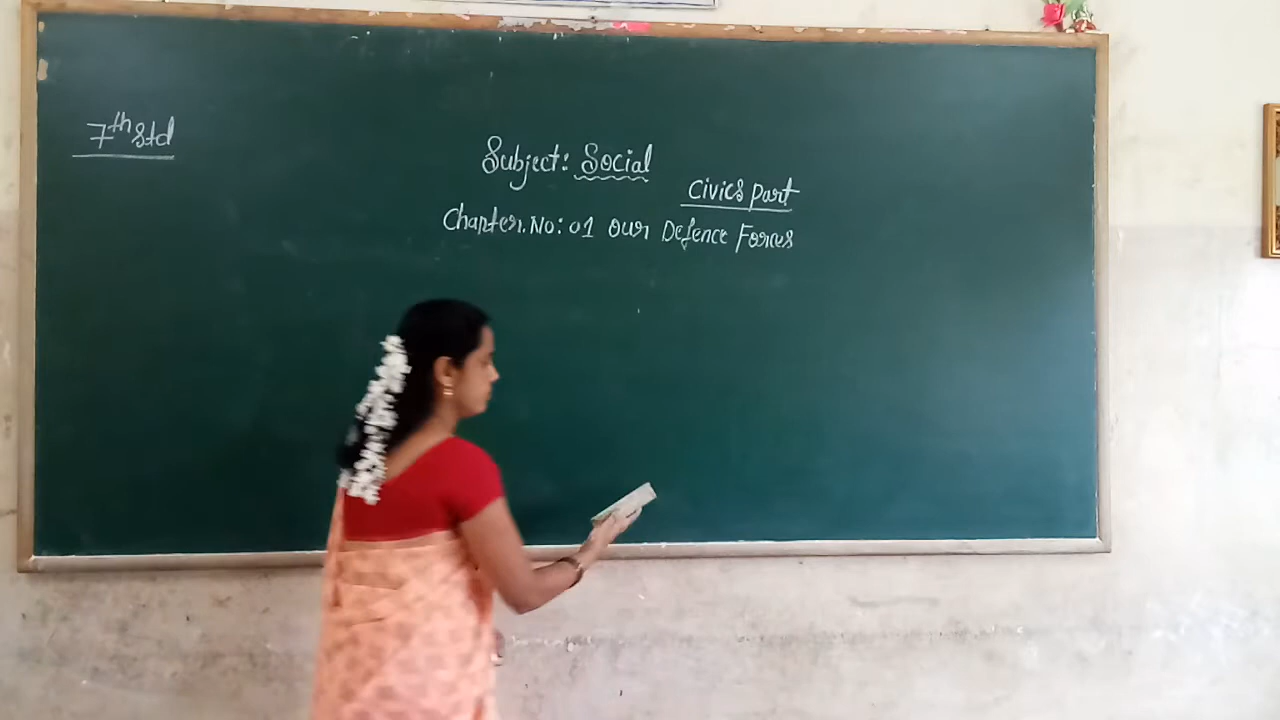 7th Std
Subject: Social
Civics part
Chapter.No: 01 Our Defence Forces